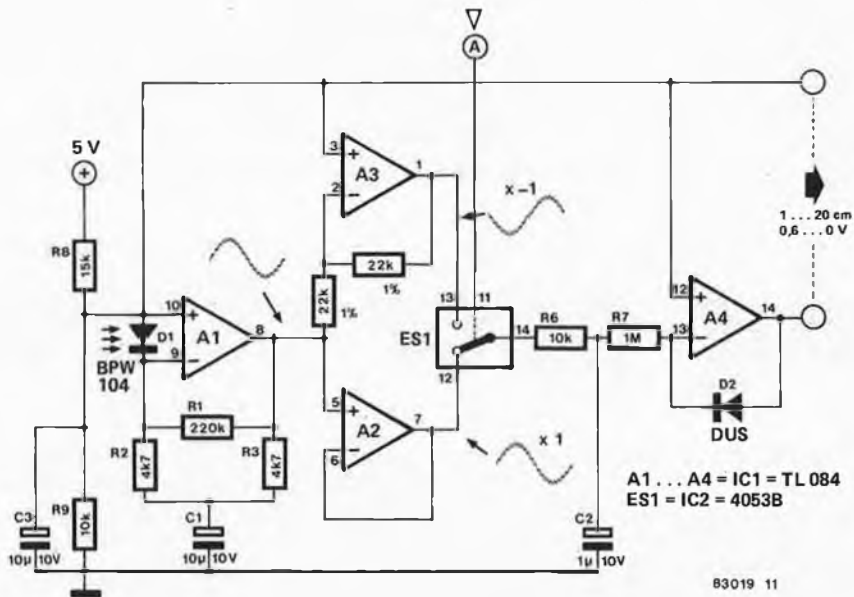 A
5 V
+
R8
15k
3
+
2
−
A3
1
x −1
22k
1%
22k
1%
1 ... 20 cm
0,6 ... 0 V
10
+
9
−
A1
8
D1
BPW
104
13
11
ES1
14
12
R6
10k
R7
1M
12
+
13
−
A4
14
D2
DUS
R1
220k
R2
4k7
R3
4k7
5
+
6
−
A2
7
x 1
A1 ... A4 = IC1 = TL 084
ES1 = IC2 = 4053B
C3
10µ 10V
R9
10k
C1
10µ 10V
C2
1µ 10V
83019 11